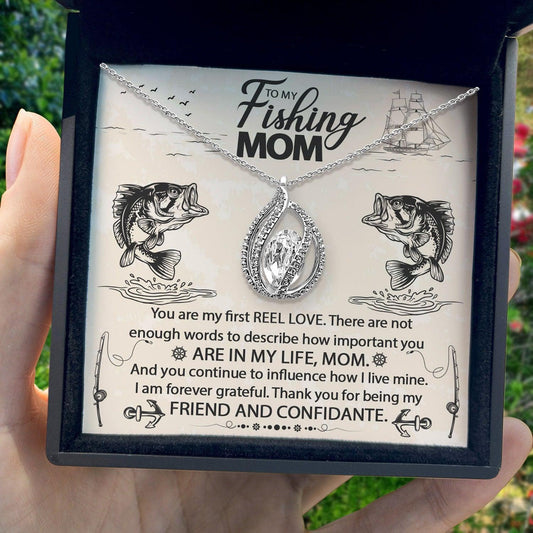 TO MY
Fishing
MOM
You are my first REEL LOVE. There are not
enough words to describe how important you
ARE IN MY LIFE, MOM.
And you continue to influence how I live mine.
I am forever grateful. Thank you for being my
FRIEND AND CONFIDANTE.